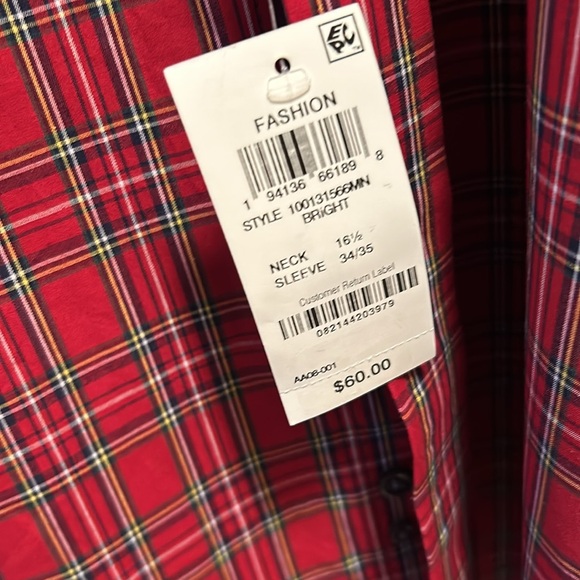 EPC
FASHION
1 94136 66189 8
STYLE 100131566MN
BRIGHT
NECK 16½
SLEEVE 34/35
Customer Return Label
082144203979
AA06-001
$60.00